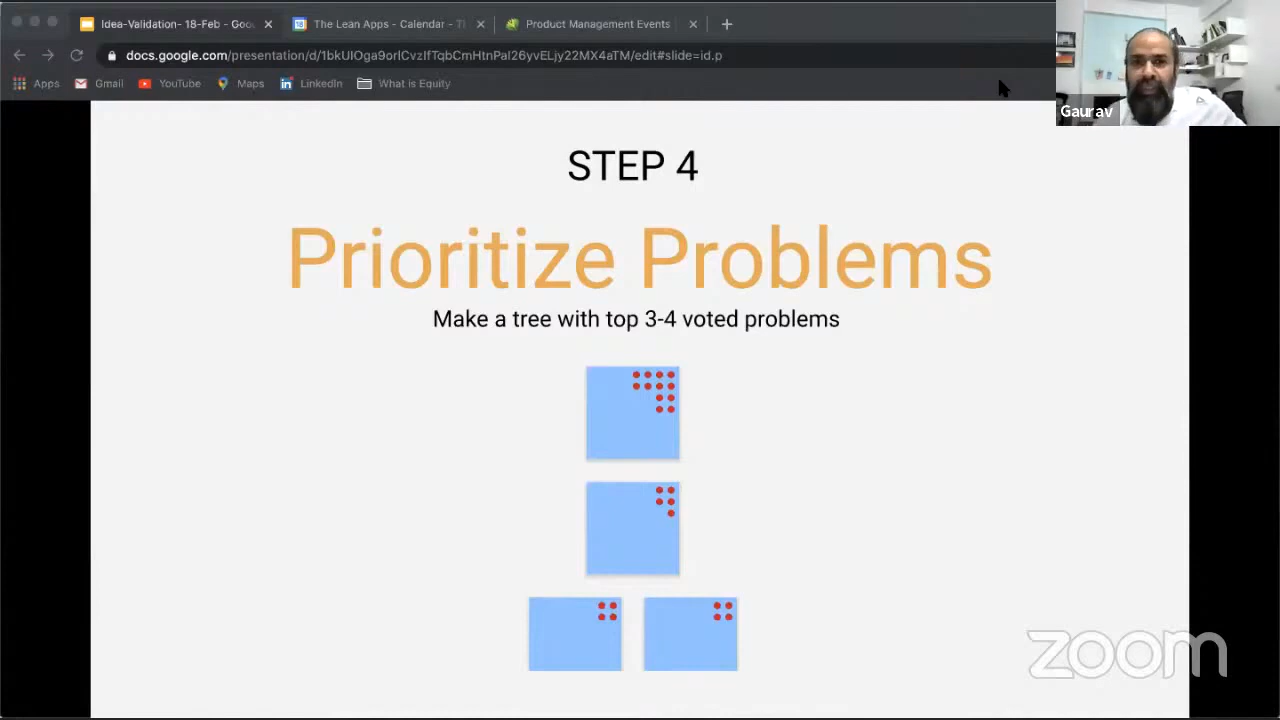 Idea-Validation- 18-Feb - Goo
The Lean Apps - Calendar - T
Product Management Events
docs.google.com/presentation/d/1bkUIOga9orlCvzIfTqbCmHtnPaI26yvELjy22MX4aTM/edit#slide=id.p
Apps
Gmail
YouTube
Maps
LinkedIn
What is Equity
Gaurav
STEP 4
Prioritize Problems
Make a tree with top 3-4 voted problems
zoom